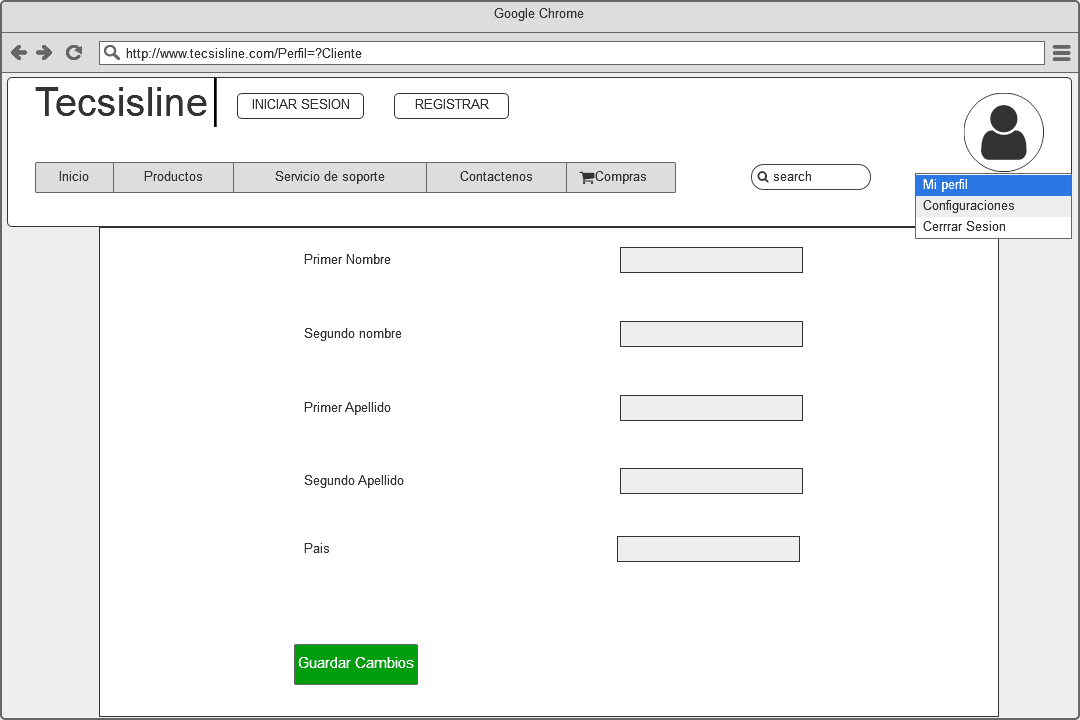 Google Chrome
http://www.tecsisline.com/Perfil=?Cliente
Tecsisline
INICIAR SESION
REGISTRAR
Inicio
Productos
Servicio de soporte
Contactenos
Compras
search
Mi perfil
Configuraciones
Cerrrar Sesion
Primer Nombre
Segundo nombre
Primer Apellido
Segundo Apellido
Pais
Guardar Cambios